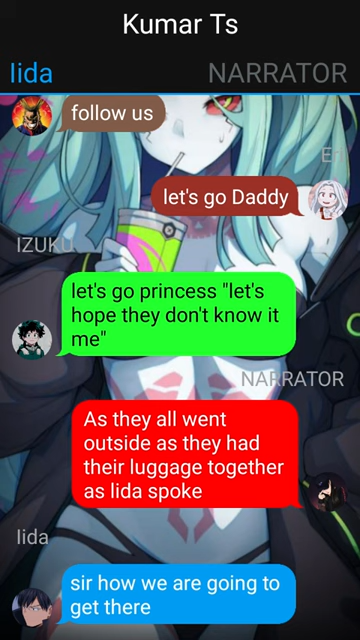 Kumar Ts
Iida
NARRATOR
follow us
let's go Daddy
IZUKU
let's go princess "let's
hope they don't know it
me"
NARRATOR
As they all went
outside as they had
their luggage together
as Iida spoke
Iida
sir how we are going to
get there